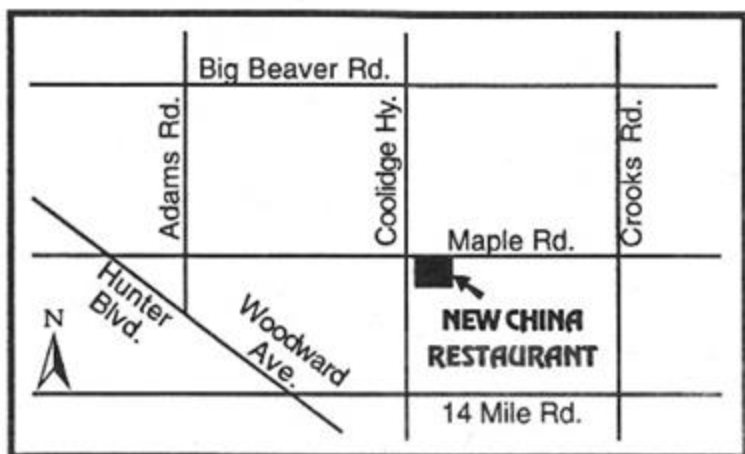 Big Beaver Rd.
Adams Rd.
Coolidge Hy.
Crooks Rd.
Maple Rd.
Hunter
Blvd.
Woodward
Ave.
N
NEW CHINA
RESTAURANT
14 Mile Rd.